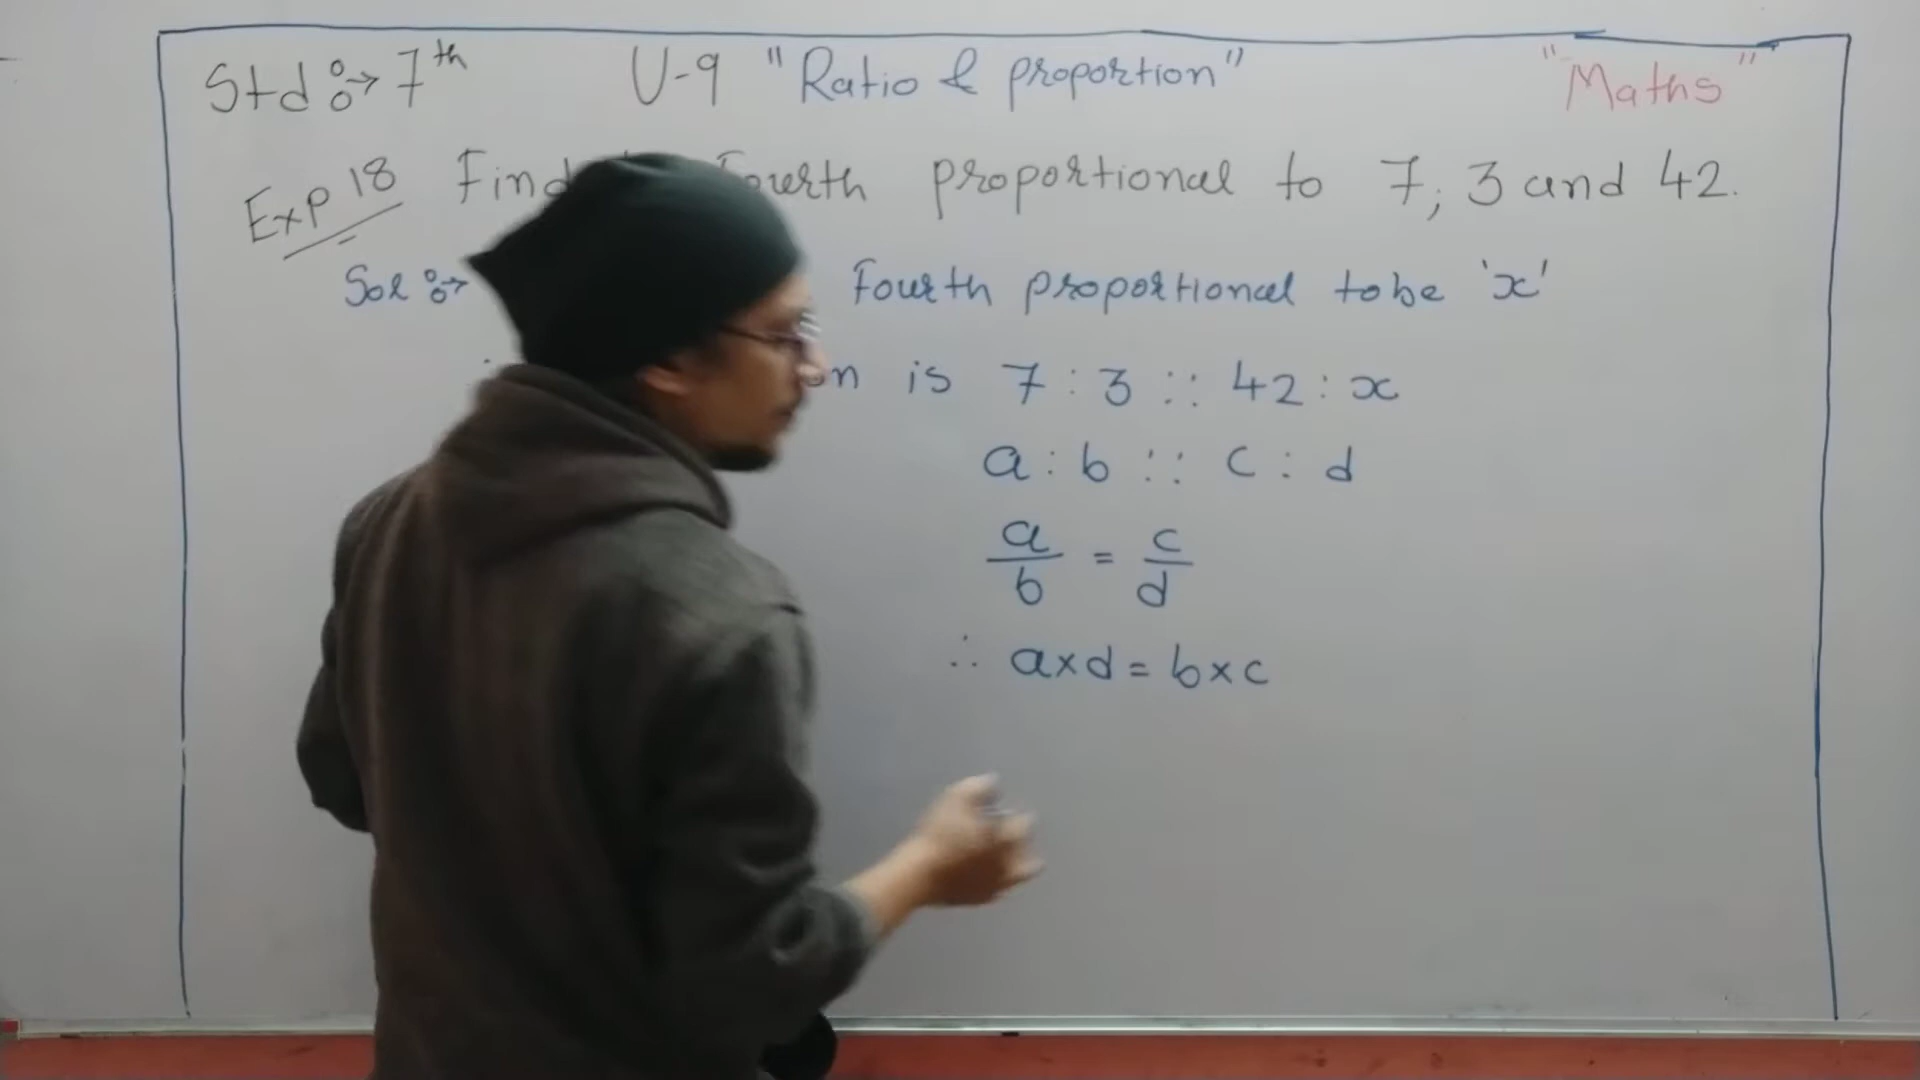 Std 7th U-9 "Ratio & proportion" "Maths"
Exp 18 Find Fourth proportional to 7, 3 and 42.
Sol Fourth proportional to be 'x'
is 7 : 3 :: 42 : x
a : b :: c : d
a/b = c/d
∴ a×d = b×c